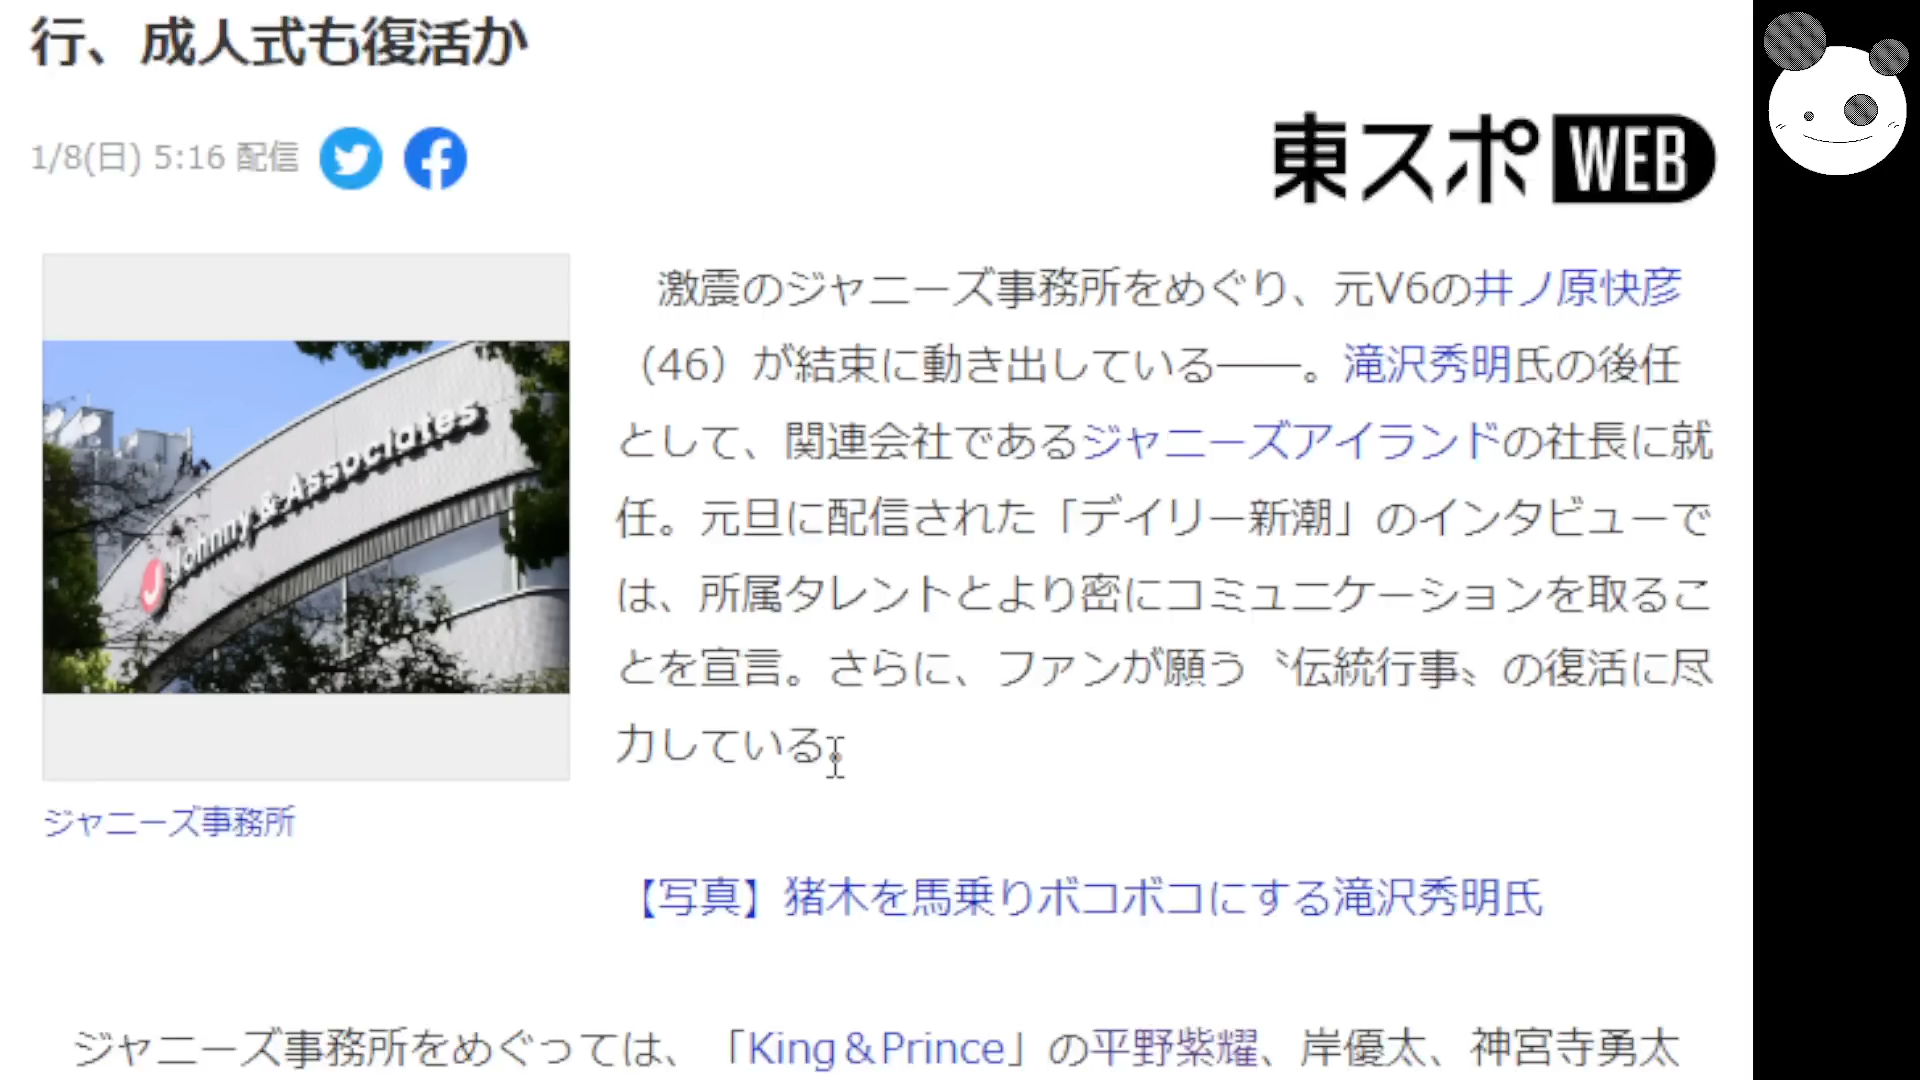 行、成人式も復活か
1/8(日) 5:16 配信
東スポ WEB
激震のジャニーズ事務所をめぐり、元V6の井ノ原快彦
（46）が結束に動き出している――。滝沢秀明氏の後任
として、関連会社であるジャニーズアイランドの社長に就
任。元旦に配信された「デイリー新潮」のインタビューで
は、所属タレントとより密にコミュニケーションを取るこ
とを宣言。さらに、ファンが願う〝伝統行事〟の復活に尽
力している。
Johnny & Associates
ジャニーズ事務所
【写真】猪木を馬乗りボコボコにする滝沢秀明氏
ジャニーズ事務所をめぐっては、「King＆Prince」の平野紫耀、岸優太、神宮寺勇太